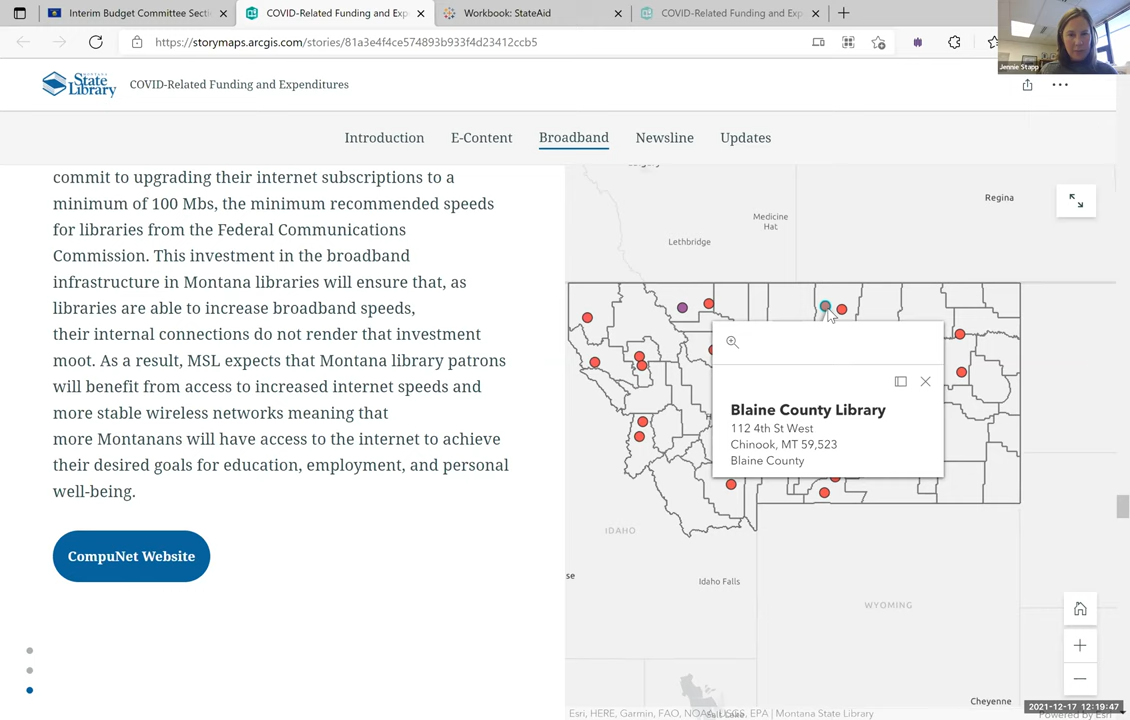 Interim Budget Committee Secti
COVID-Related Funding and Exp
Workbook: StateAid
COVID-Related Funding and Exp
https://storymaps.arcgis.com/stories/81a3e4f4ce574893b933f4d23412ccb5
Jennie Stapp
State
Library
COVID-Related Funding and Expenditures
Introduction
E-Content
Broadband
Newsline
Updates
commit to upgrading their internet subscriptions to a
minimum of 100 Mbs, the minimum recommended speeds
for libraries from the Federal Communications
Commission. This investment in the broadband
infrastructure in Montana libraries will ensure that, as
libraries are able to increase broadband speeds,
their internal connections do not render that investment
moot. As a result, MSL expects that Montana library patrons
will benefit from access to increased internet speeds and
more stable wireless networks meaning that
more Montanans will have access to the internet to achieve
their desired goals for education, employment, and personal
well-being.
CompuNet Website
Regina
Medicine
Hat
Lethbridge
Blaine County Library
112 4th St West
Chinook, MT 59,523
Blaine County
IDAHO
se
Idaho Falls
WYOMING
Cheyenne
Esri, HERE, Garmin, FAO, NOAA, USGS, EPA | Montana State Library
2021-12-17 12:19:47
Powered by Esri